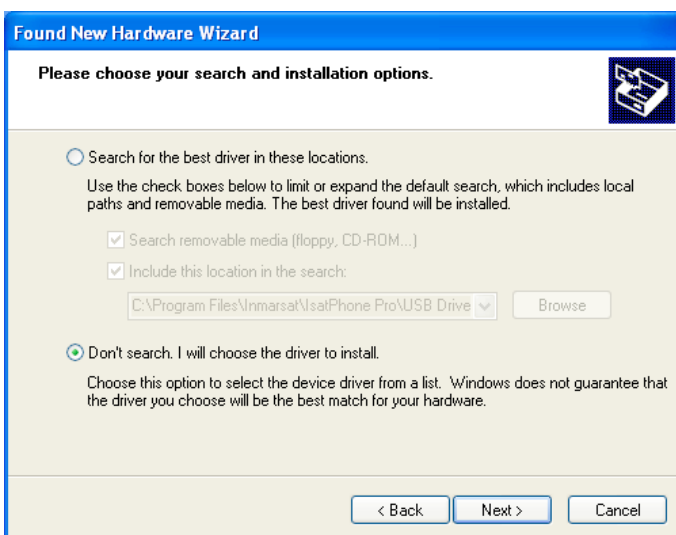 Found New Hardware Wizard
Please choose your search and installation options.
Search for the best driver in these locations.
Use the check boxes below to limit or expand the default search, which includes local
paths and removable media. The best driver found will be installed.
Search removable media (floppy, CD-ROM...)
Include this location in the search:
C:\Program Files\Inmarsat\IsatPhone Pro\USB Drive
Browse
Don't search. I will choose the driver to install.
Choose this option to select the device driver from a list. Windows does not guarantee that
the driver you choose will be the best match for your hardware.
< Back
Next >
Cancel